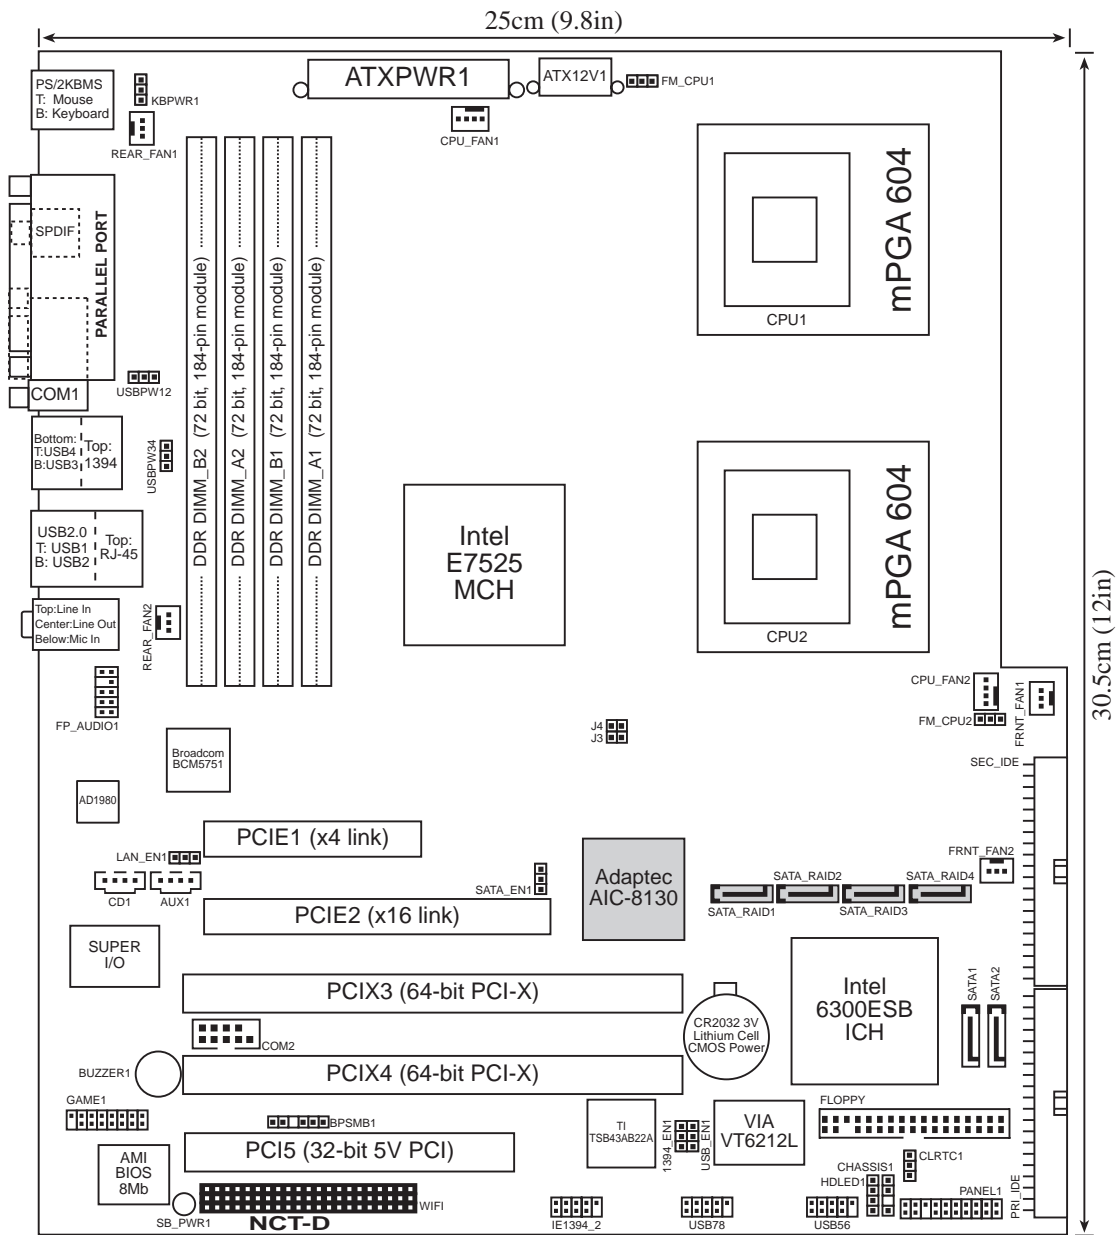 25cm (9.8in)
PS/2KBMS
T: Mouse
B: Keyboard
KBPWR1
REAR_FAN1
ATXPWR1
ATX12V1
FM_CPU1
CPU_FAN1
SPDIF
PARALLEL PORT
COM1
USBPW12
Bottom:
T:USB4
B:USB3
Top:
1394
USBPW34
USB2.0
T: USB1
B: USB2
Top:
RJ-45
Top:Line In
Center:Line Out
Below:Mic In
REAR_FAN2
FP_AUDIO1
DDR DIMM_B2 (72 bit, 184-pin module)
DDR DIMM_A2 (72 bit, 184-pin module)
DDR DIMM_B1 (72 bit, 184-pin module)
DDR DIMM_A1 (72 bit, 184-pin module)
CPU1
mPGA 604
CPU2
mPGA 604
Intel
E7525
MCH
30.5cm (12in)
CPU_FAN2
FM_CPU2
FRNT_FAN1
J4
J3
SEC_IDE
Broadcom
BCM5751
AD1980
PCIE1 (x4 link)
LAN_EN1
CD1
AUX1
SATA_EN1
PCIE2 (x16 link)
Adaptec
AIC-8130
FRNT_FAN2
SATA_RAID1
SATA_RAID2
SATA_RAID3
SATA_RAID4
SUPER
I/O
PCIX3 (64-bit PCI-X)
COM2
CR2032 3V
Lithium Cell
CMOS Power
Intel
6300ESB
ICH
SATA1
SATA2
BUZZER1
PCIX4 (64-bit PCI-X)
GAME1
BPSMB1
TI
TSB43AB22A
1394_EN1
USB_EN1
VIA
VT6212L
FLOPPY
AMI
BIOS
8Mb
PCI5 (32-bit 5V PCI)
CLRTC1
CHASSIS1
HDLED1
PANEL1
PRI_IDE
SB_PWR1
WIFI
NCT-D
IE1394_2
USB78
USB56